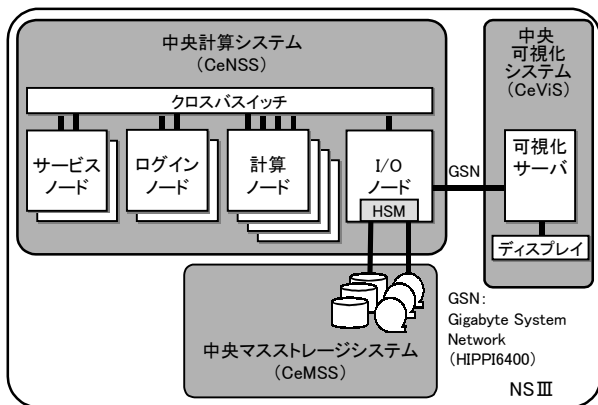 中央計算システム
(CeNSS)
クロスバスイッチ
サービス
ノード
ログイン
ノード
計算
ノード
I/O
ノード
HSM
GSN
中央
可視化
システム
(CeViS)
可視化
サーバ
ディスプレイ
中央マスストレージシステム
(CeMSS)
GSN:
Gigabyte System
Network
(HIPPI6400)
NSⅢ